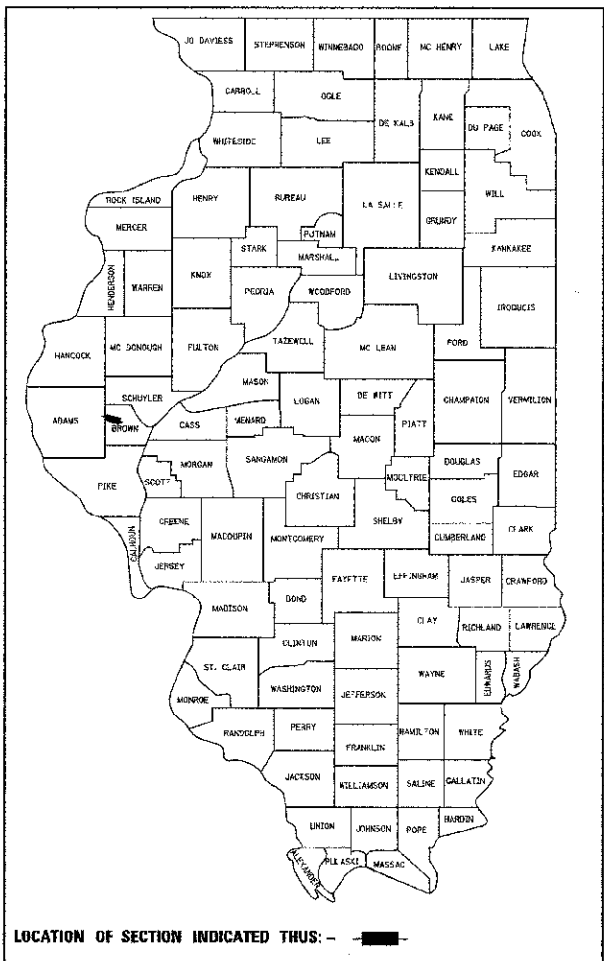 JO DAVIESS
STEPHENSON
WINNEBAGO
BOONE
MC HENRY
LAKE
CARROLL
OGLE
DE KALB
KANE
DU PAGE
COOK
WHITESIDE
LEE
KENDALL
WILL
ROCK ISLAND
HENRY
BUREAU
LA SALLE
GRUNDY
MERCER
PUTNAM
STARK
MARSHALL
KANKAKEE
HENDERSON
WARREN
KNOX
PEORIA
WOODFORD
LIVINGSTON
IROQUOIS
HANCOCK
MC DONOUGH
FULTON
TAZEWELL
MC LEAN
FORD
MASON
SCHUYLER
LOGAN
DE WITT
CHAMPAIGN
VERMILION
ADAMS
BROWN
CASS
MENARD
MACON
PIATT
PIKE
SCOTT
MORGAN
SANGAMON
CHRISTIAN
MOULTRIE
DOUGLAS
COLES
EDGAR
GREENE
MACOUPIN
MONTGOMERY
SHELBY
CUMBERLAND
CLARK
CALHOUN
JERSEY
FAYETTE
EFFINGHAM
JASPER
CRAWFORD
MADISON
BOND
CLAY
RICHLAND
LAWRENCE
CLINTON
MARION
ST. CLAIR
WASHINGTON
JEFFERSON
WAYNE
EDWARDS
WABASH
MONROE
RANDOLPH
PERRY
FRANKLIN
HAMILTON
WHITE
JACKSON
WILLIAMSON
SALINE
GALLATIN
UNION
JOHNSON
POPE
HARDIN
ALEXANDER
PULASKI
MASSAC
LOCATION OF SECTION INDICATED THUS: –